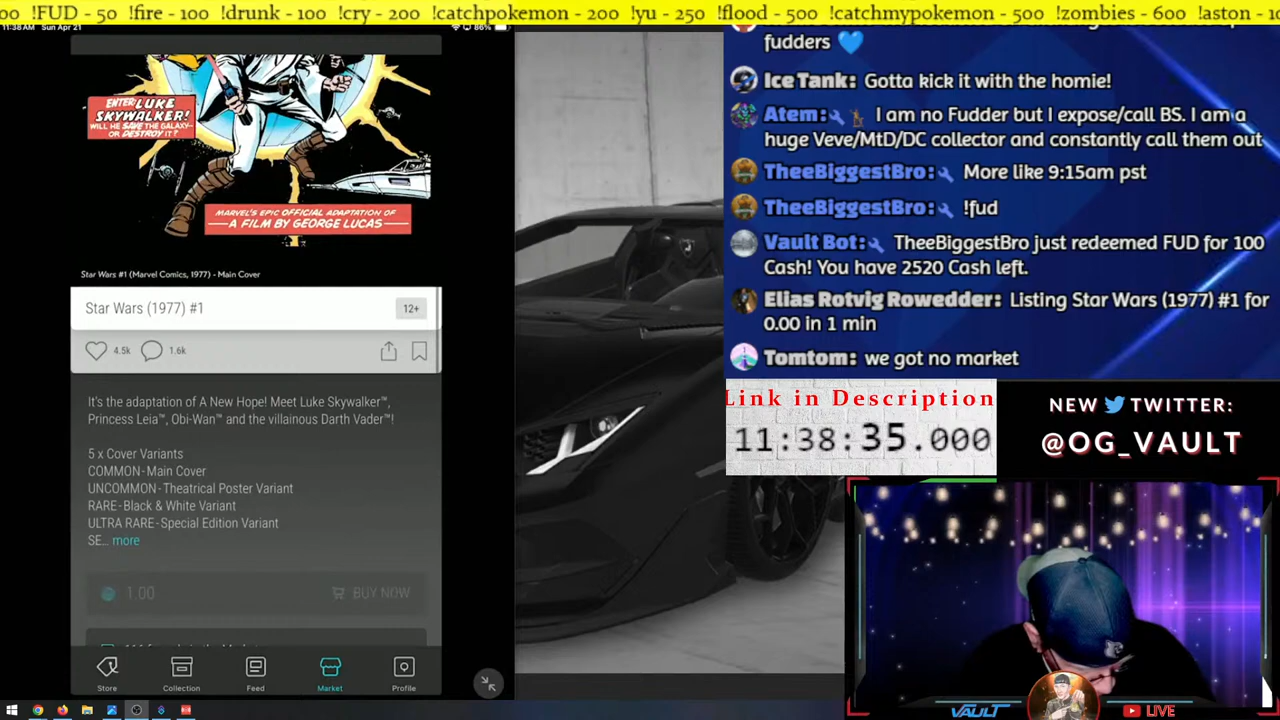 !FUD - 50 !fire - 100 !drunk - 100 !cry - 200 !catchpokemon - 200 !yu - 250 !flood - 500 !catchmypokemon - 500 !zombies - 600 !aston
11:38 AM Sun Apr 21
86%
ENTER: LUKE
SKYWALKER!
WILL HE SAVE THE GALAXY-
OR DESTROY IT?
MARVEL'S EPIC OFFICIAL ADAPTATION OF
A FILM BY GEORGE LUCAS
Star Wars #1 (Marvel Comics, 1977) - Main Cover
Star Wars (1977) #1
12+
4.5k
1.6k
It's the adaptation of A New Hope! Meet Luke Skywalker™,
Princess Leia™, Obi-Wan™ and the villainous Darth Vader™!
5 x Cover Variants
COMMON - Main Cover
UNCOMMON - Theatrical Poster Variant
RARE - Black & White Variant
ULTRA RARE - Special Edition Variant
SE... more
1.00
BUY NOW
Store
Collection
Feed
Market
Profile
fudders 💙
Ice Tank: Gotta kick it with the homie!
Atem: I am no Fudder but I expose/call BS. I am a
huge Veve/MtD/DC collector and constantly call them out
TheeBiggestBro: More like 9:15am pst
TheeBiggestBro: !fud
Vault Bot: TheeBiggestBro just redeemed FUD for 100
Cash! You have 2520 Cash left.
Elias Rotvig Rowedder: Listing Star Wars (1977) #1 for
0.00 in 1 min
Tomtom: we got no market
Link in Description
11:38:35.000
NEW TWITTER:
@OG_VAULT
VAULT
LIVE